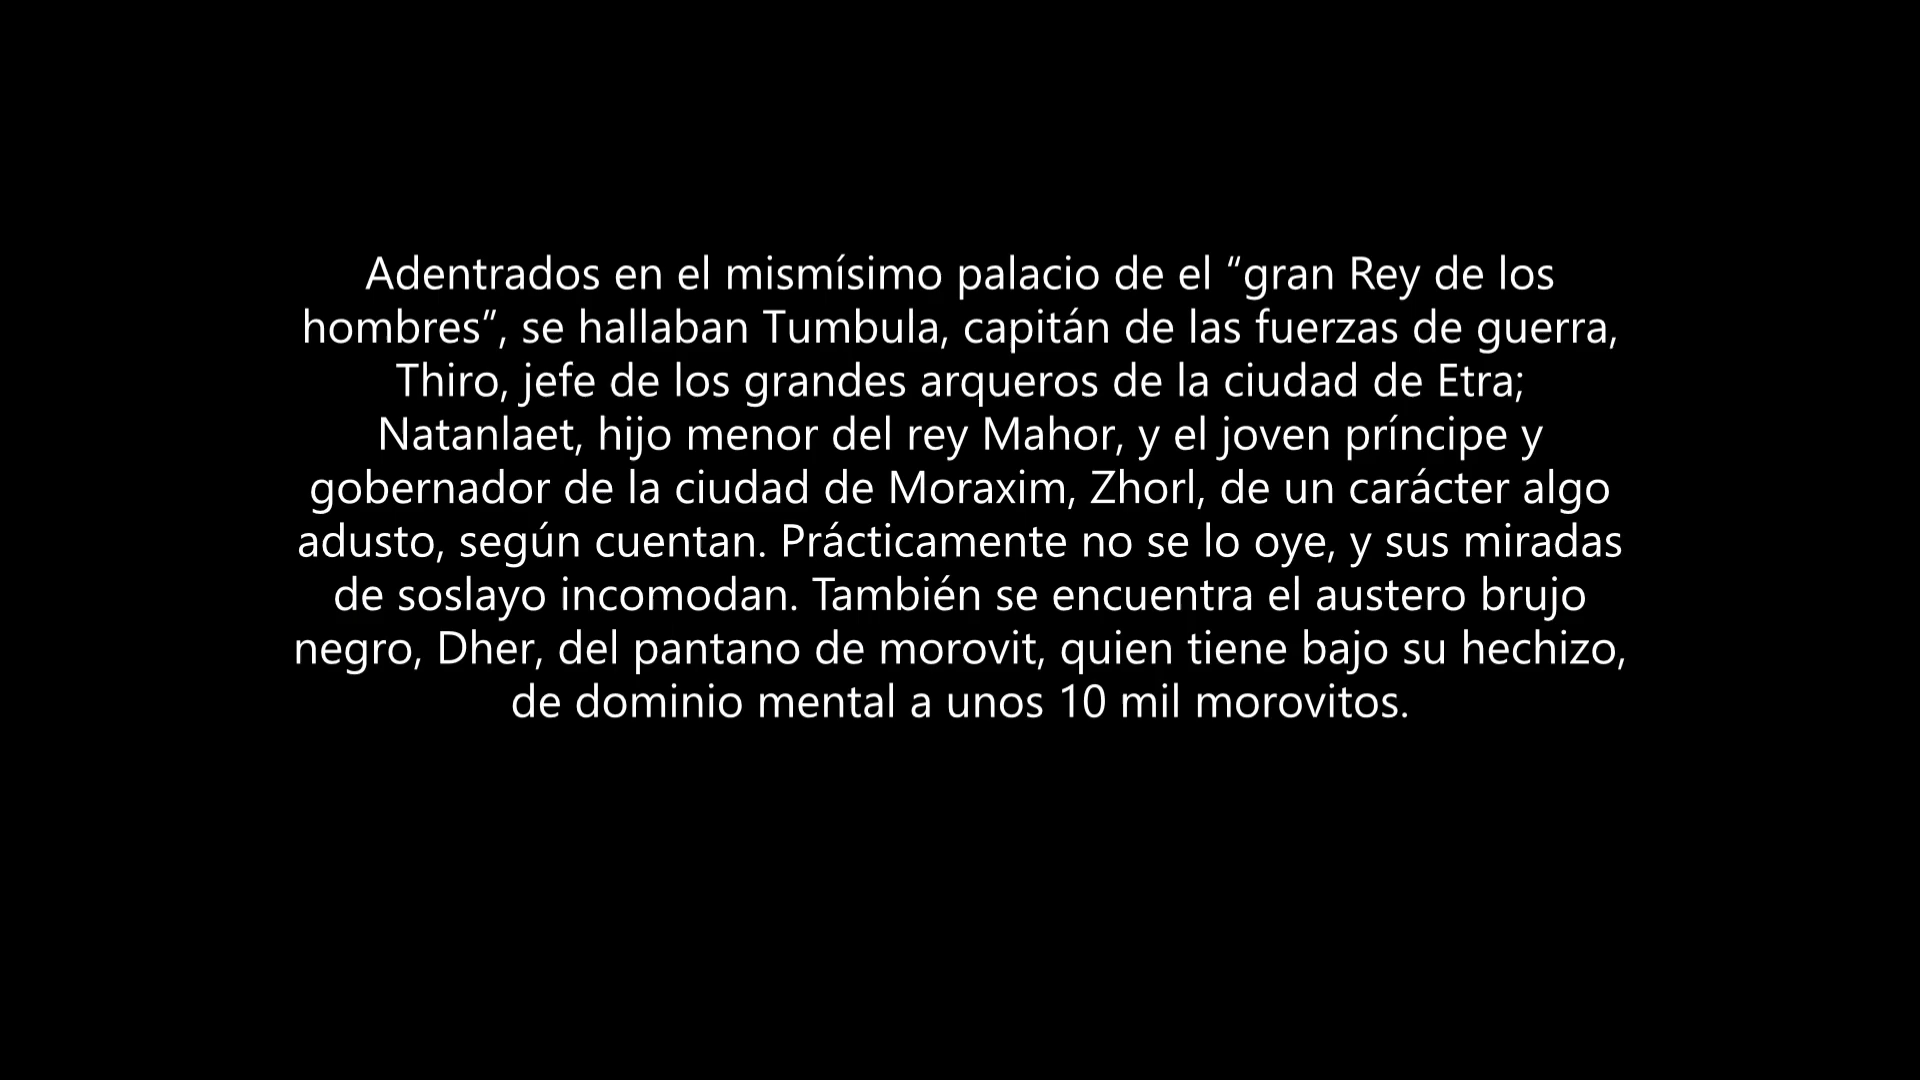 Adentrados en el mismísimo palacio de el “gran Rey de los
hombres”, se hallaban Tumbula, capitán de las fuerzas de guerra,
Thiro, jefe de los grandes arqueros de la ciudad de Etra;
Natanlaet, hijo menor del rey Mahor, y el joven príncipe y
gobernador de la ciudad de Moraxim, Zhorl, de un carácter algo
adusto, según cuentan. Prácticamente no se lo oye, y sus miradas
de soslayo incomodan. También se encuentra el austero brujo
negro, Dher, del pantano de morovit, quien tiene bajo su hechizo,
de dominio mental a unos 10 mil morovitos.